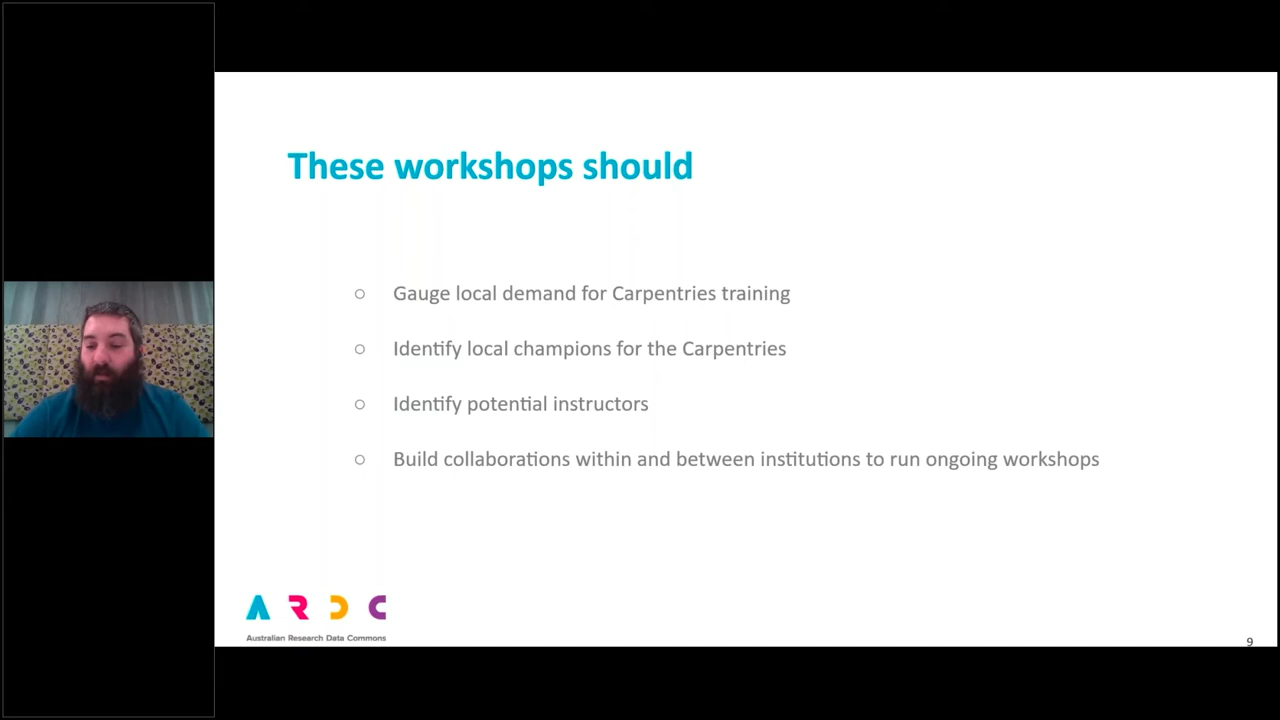 These workshops should
○ Gauge local demand for Carpentries training
○ Identify local champions for the Carpentries
○ Identify potential instructors
○ Build collaborations within and between institutions to run ongoing workshops
ARDC
Australian Research Data Commons
9